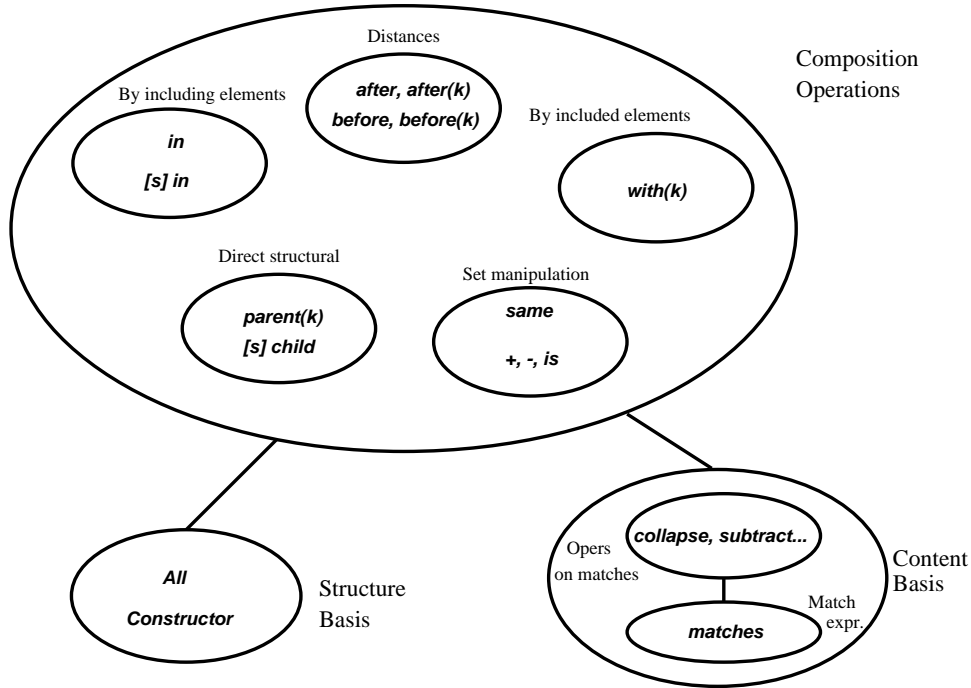 Distances
after, after(k)
before, before(k)
Composition
Operations
By including elements
in
[s] in
By included elements
with(k)
Direct structural
parent(k)
[s] child
Set manipulation
same
+, -, is
All
Constructor
Structure
Basis
collapse, subtract...
Opers
on matches
matches
Match
expr.
Content
Basis